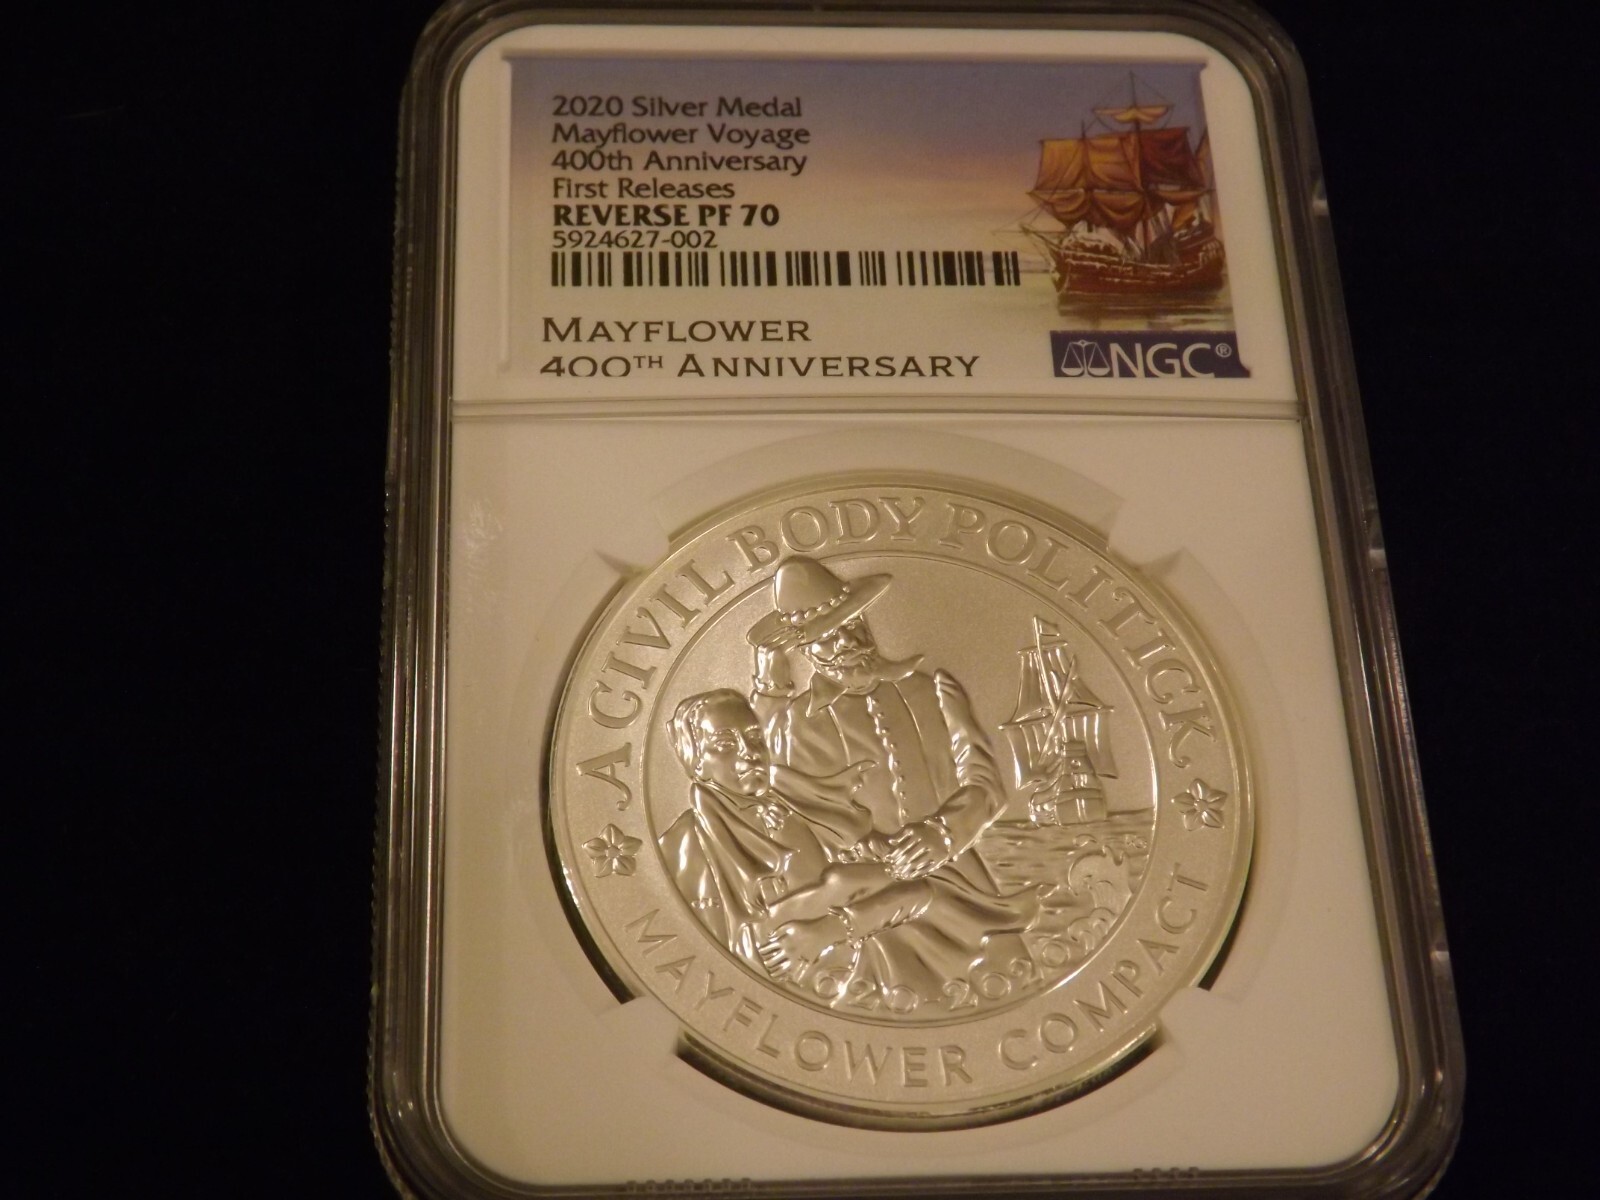 2020 Silver Medal
Mayflower Voyage
400th Anniversary
First Releases
REVERSE PF 70
5924627-002
MAYFLOWER
400TH ANNIVERSARY
NGC®
A CIVIL BODY POLITICK
1620-2020
MAYFLOWER COMPACT